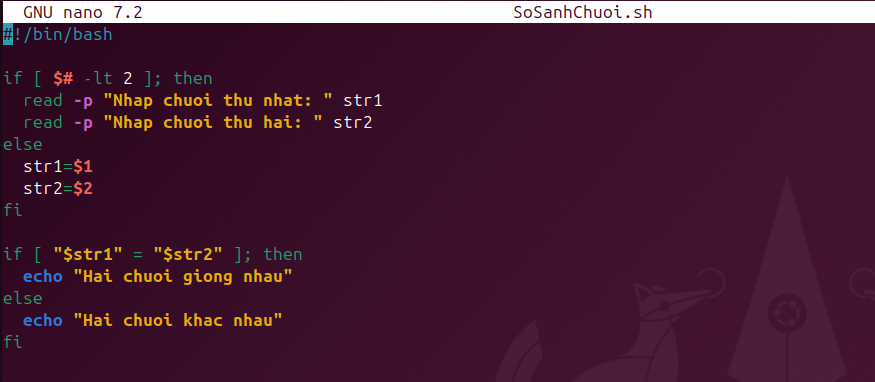 GNU nano 7.2 SoSanhChuoi.sh
#!/bin/bash
if [ $# -lt 2 ]; then
  read -p "Nhap chuoi thu nhat: " str1
  read -p "Nhap chuoi thu hai: " str2
else
  str1=$1
  str2=$2
fi
if [ "$str1" = "$str2" ]; then
  echo "Hai chuoi giong nhau"
else
  echo "Hai chuoi khac nhau"
fi